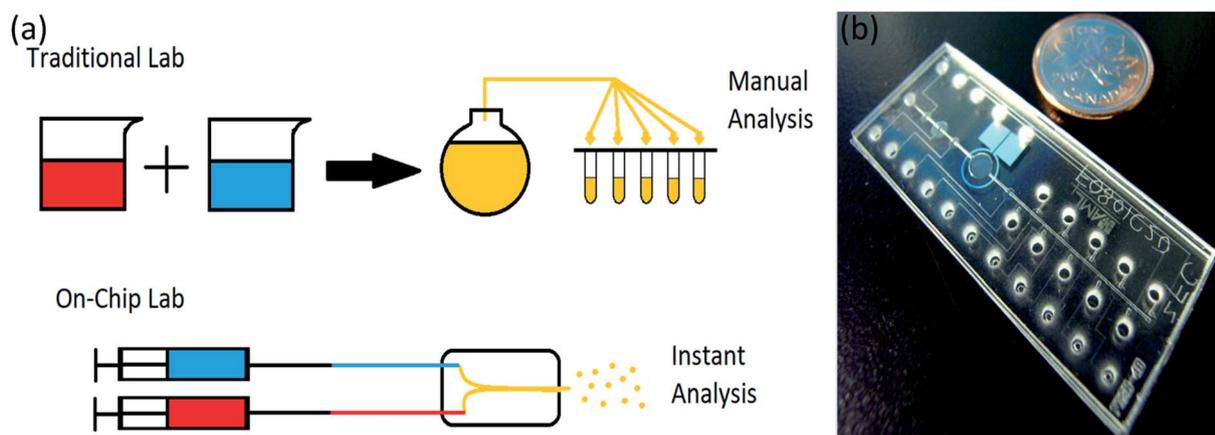 (a)
Traditional Lab
Manual
Analysis
On-Chip Lab
Instant
Analysis
(b)
CANADA